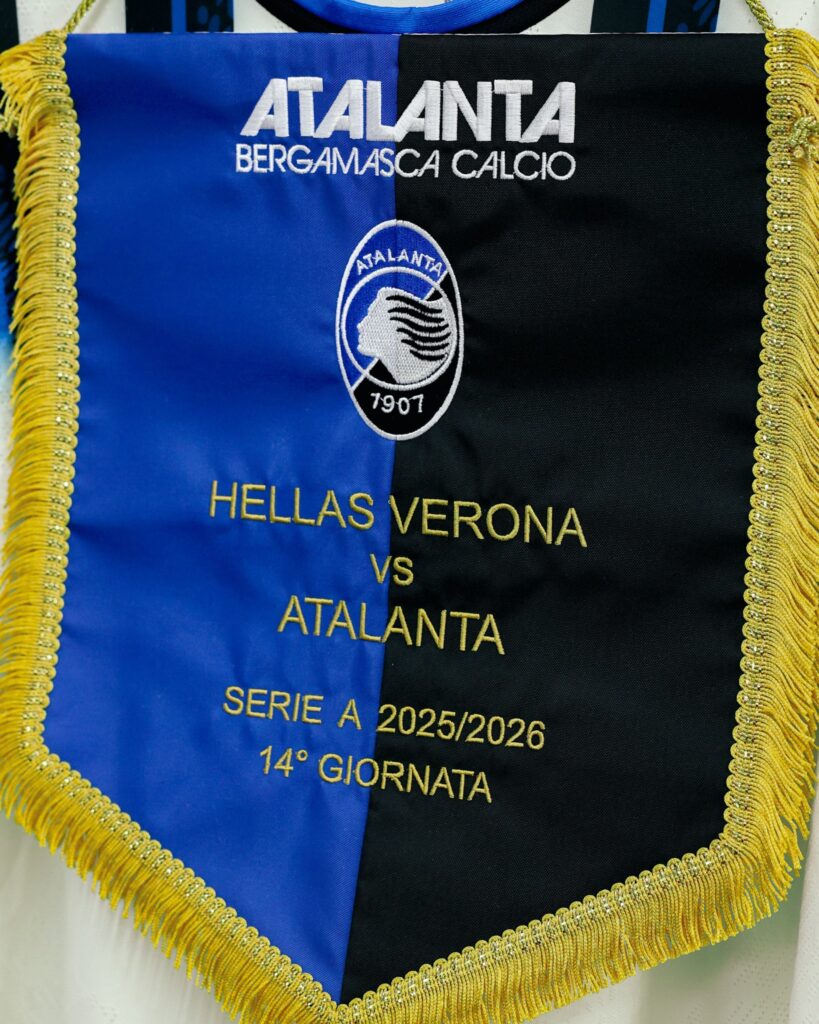 ATALANTA
BERGAMASCA CALCIO
ATALANTA
1907
HELLAS VERONA
VS
ATALANTA
SERIE A 2025/2026
14° GIORNATA